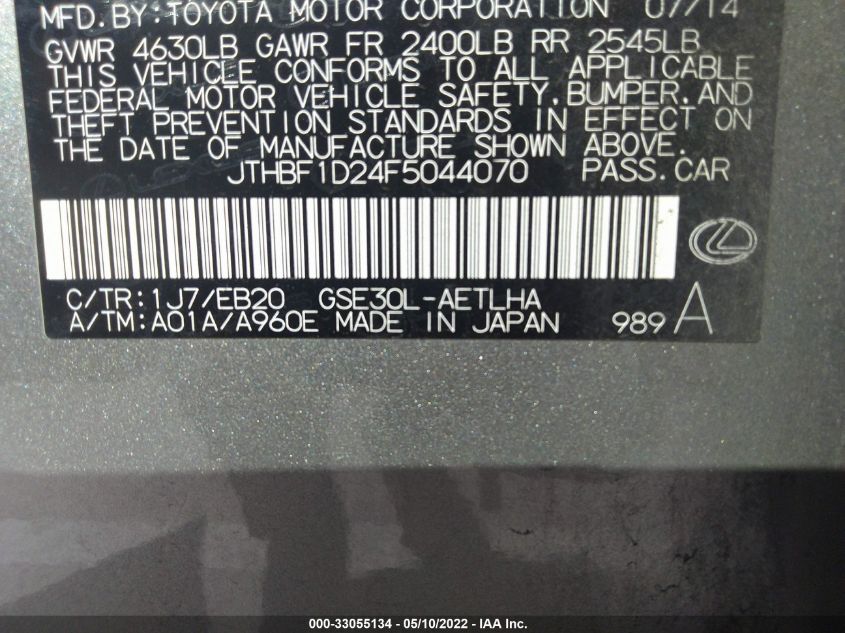 MFD. BY:TOYOTA MOTOR CORPORATION 07/14
GVWR 4630LB GAWR FR 2400LB RR 2545LB
THIS VEHICLE CONFORMS TO ALL APPLICABLE
FEDERAL MOTOR VEHICLE SAFETY,BUMPER,AND
THEFT PREVENTION STANDARDS IN EFFECT ON
THE DATE OF MANUFACTURE SHOWN ABOVE.
JTHBF1D24F5044070 PASS.CAR
C/TR:1J7/EB20 GSE30L-AETLHA
A/TM:A01A/A960E MADE IN JAPAN 989 A
000-33055134 - 05/10/2022 - IAA Inc.